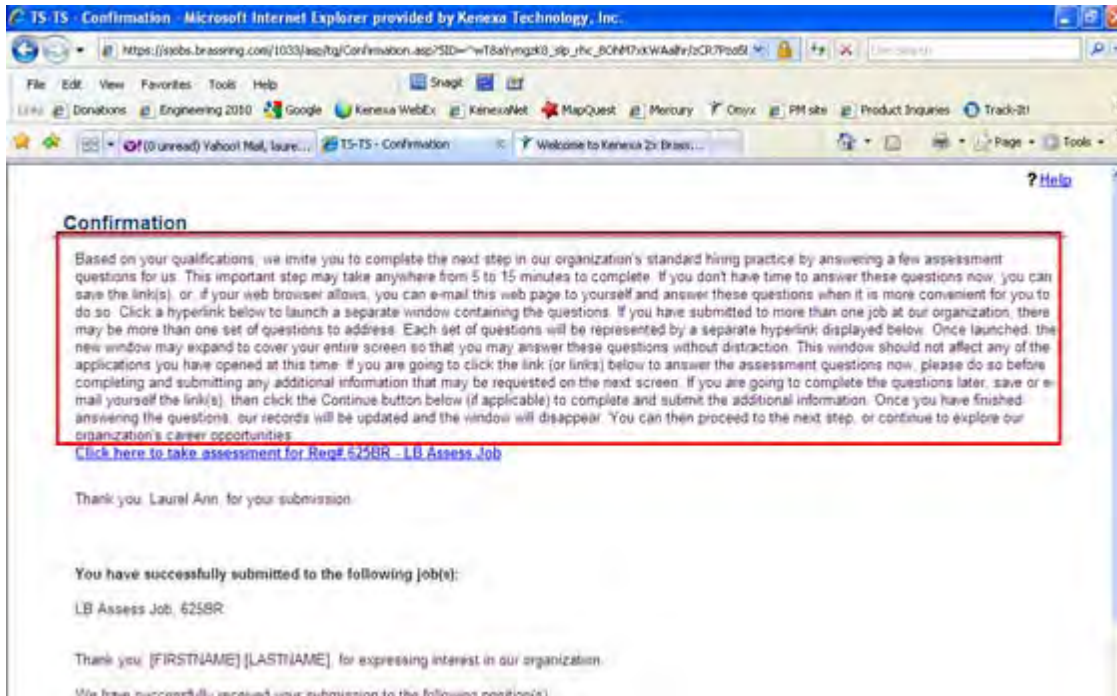 TS-TS - Confirmation - Microsoft Internet Explorer provided by Kenexa Technology, Inc.
File Edit View Favorites Tools Help Snagit
Links Donations Engineering 2010 Google Kenexa WebEx KenexaNet MapQuest Mercury Onyx PM site Product Inquiries Track-It!
(0 unread) Yahoo! Mail, laure... TS-TS - Confirmation Welcome to Kenexa 2x Brass... Page Tools
? Help
Confirmation
Based on your qualifications, we invite you to complete the next step in our organization's standard hiring practice by answering a few assessment
questions for us. This important step may take anywhere from 5 to 15 minutes to complete. If you don't have time to answer these questions now, you can
save the link(s), or, if your web browser allows, you can e-mail this web page to yourself and answer these questions when it is more convenient for you to
do so. Click a hyperlink below to launch a separate window containing the questions. If you have submitted to more than one job at our organization, there
may be more than one set of questions to address. Each set of questions will be represented by a separate hyperlink displayed below. Once launched, the
new window may expand to cover your entire screen so that you may answer these questions without distraction. This window should not affect any of the
applications you have opened at this time. If you are going to click the link (or links) below to answer the assessment questions now, please do so before
completing and submitting any additional information that may be requested on the next screen. If you are going to complete the questions later, save or e-
mail yourself the link(s), then click the Continue button below (if applicable) to complete and submit the additional information. Once you have finished
answering the questions, our records will be updated and the window will disappear. You can then proceed to the next step, or continue to explore our
organization's career opportunities.
Click here to take assessment for Req# 625BR - LB Assess Job
Thank you, Laurel Ann, for your submission.
You have successfully submitted to the following job(s):
LB Assess Job, 625BR
Thank you, [FIRSTNAME] [LASTNAME], for expressing interest in our organization.
We have successfully received your submission to the following position(s)